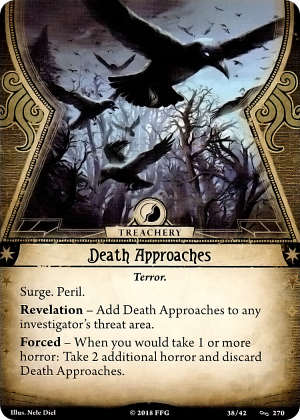 TREACHERY
Death Approaches
Terror.
Surge. Peril.
Revelation – Add Death Approaches to any
investigator's threat area.
Forced – When you would take 1 or more
horror: Take 2 additional horror and discard
Death Approaches.
Illus. Nele Diel
© 2018 FFG
38/42
270